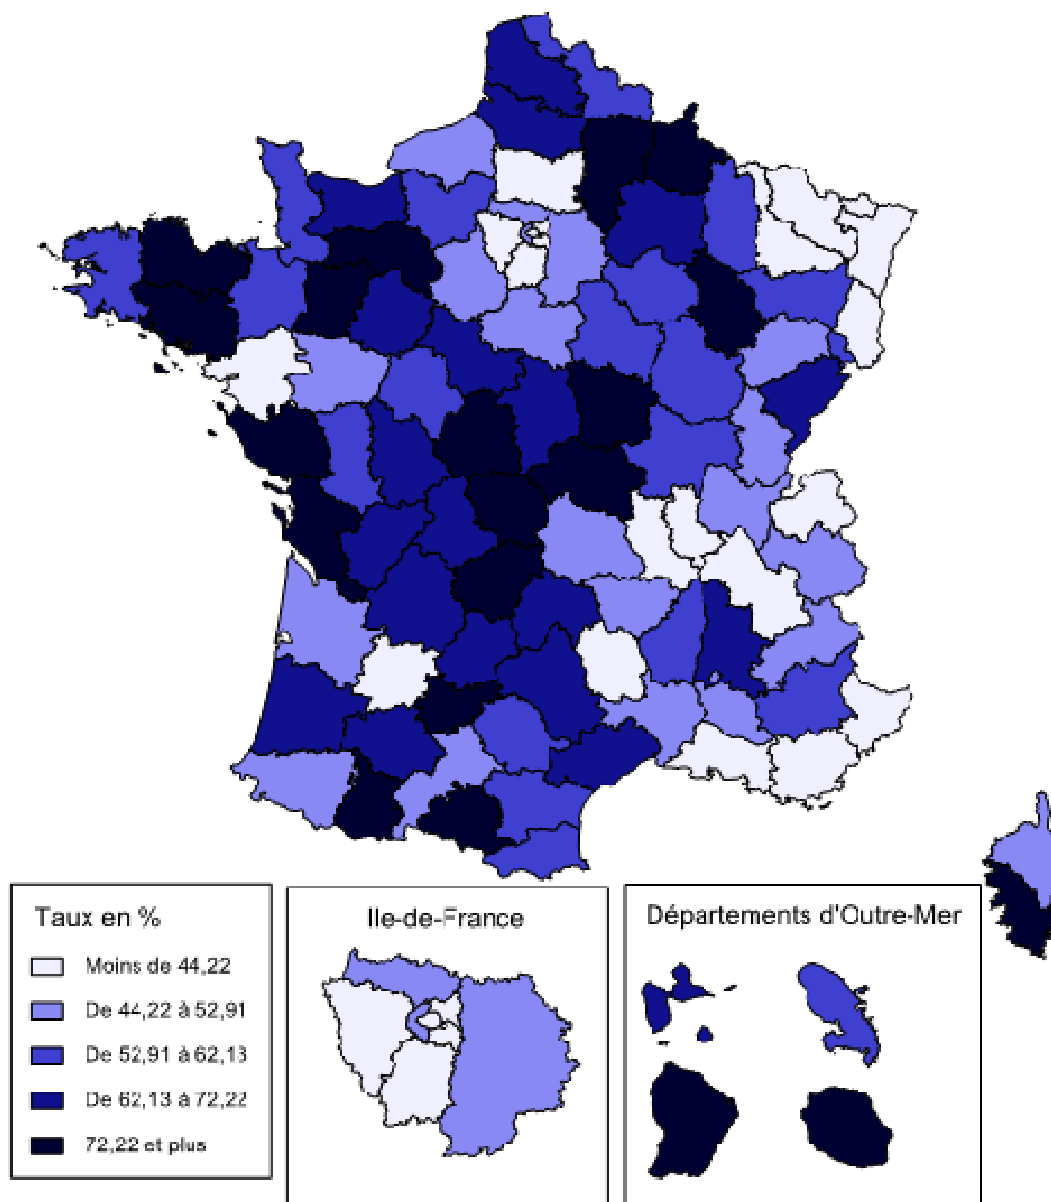 Taux en %
Moins de 44,22
De 44,22 à 52,91
De 52,91 à 62,13
De 62,13 à 72,22
72,22 et plus
Ile-de-France
Départements d'Outre-Mer